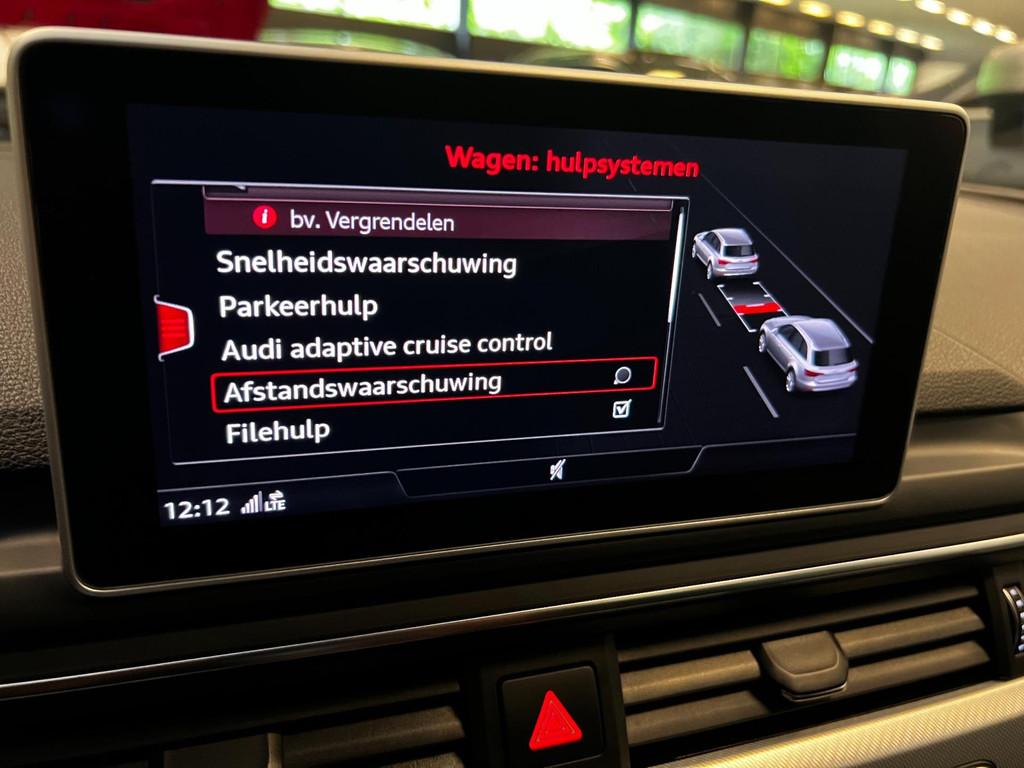 Wagen: hulpsystemen
i bv. Vergrendelen
Snelheidswaarschuwing
Parkeerhulp
Audi adaptive cruise control
Afstandswaarschuwing
Filehulp
12:12 LTE